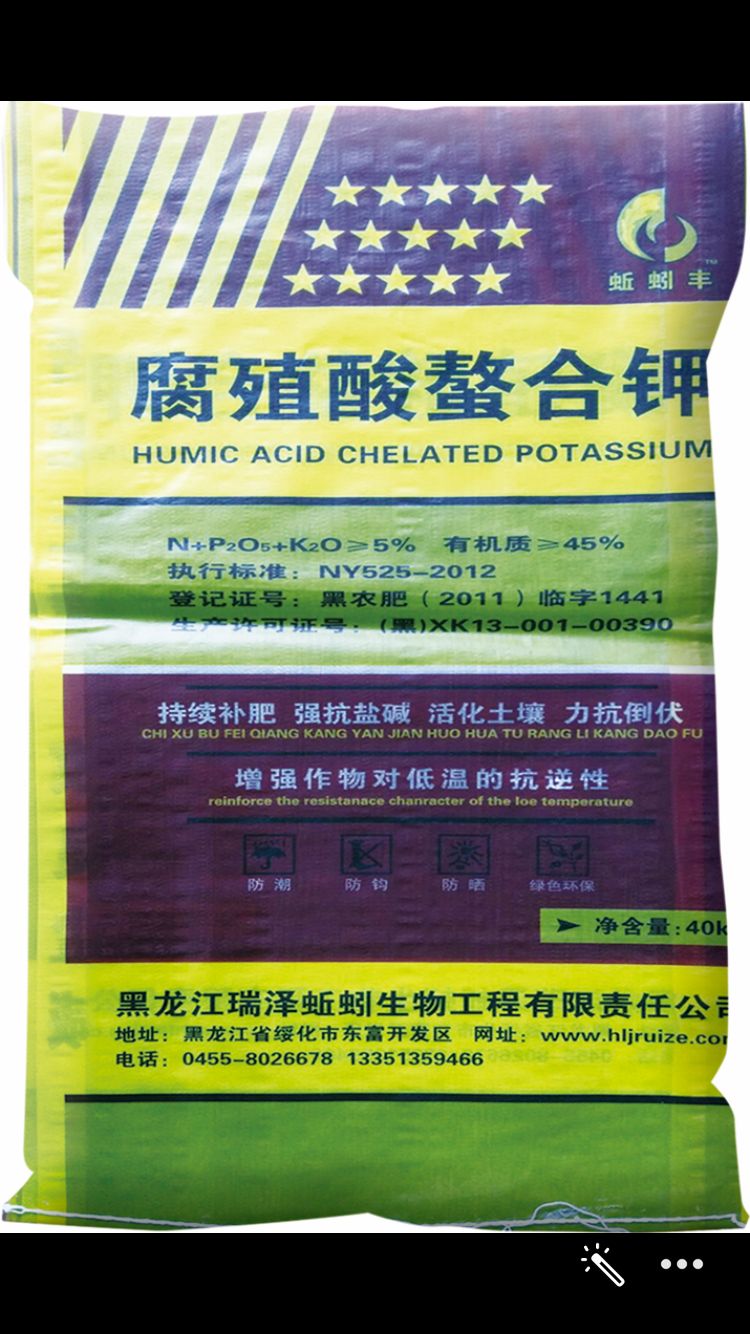 蚯蚓丰 TM
腐殖酸螯合钾
HUMIC ACID CHELATED POTASSIUM
N+P₂O₅+K₂O≥5% 有机质≥45%
执行标准：NY525-2012
登记证号：黑农肥（2011）临字1441
生产许可证号：(黑)XK13-001-00390
持续补肥 强抗盐碱 活化土壤 力抗倒伏
CHI XU BU FEI QIANG KANG YAN JIAN HUO HUA TU RANG LI KANG DAO FU
增强作物对低温的抗逆性
reinforce the resistanace chanracter of the loe temperature
防潮 防钩 防晒 绿色环保
净含量:40k
黑龙江瑞泽蚯蚓生物工程有限责任公司
地址：黑龙江省绥化市东富开发区 网址：www.hljruize.com
电话：0455-8026678 13351359466